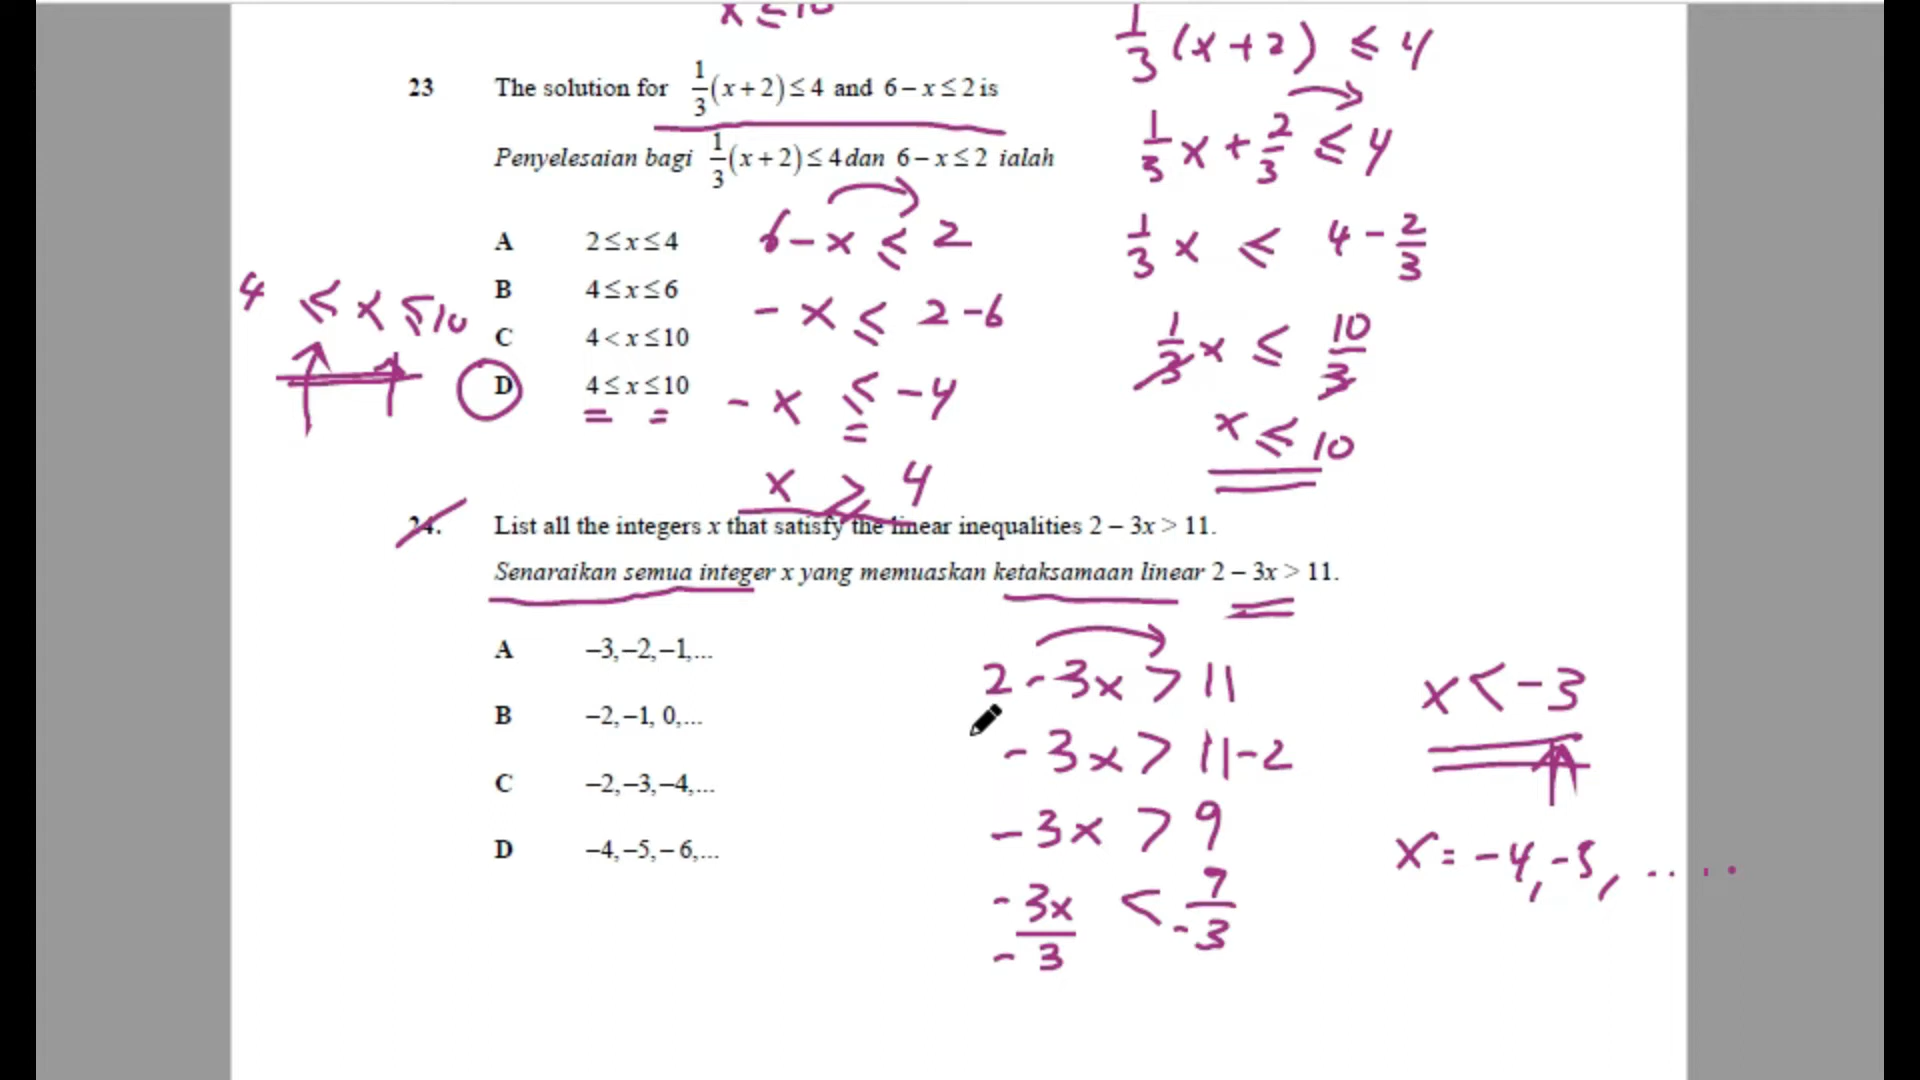 x ≤ 10
23 The solution for 1/3(x+2) ≤ 4 and 6−x ≤ 2 is
Penyelesaian bagi 1/3(x+2) ≤ 4 dan 6−x ≤ 2 ialah
A 2 ≤ x ≤ 4
B 4 ≤ x ≤ 6
C 4 < x ≤ 10
D 4 ≤ x ≤ 10
4 ≤ x ≤ 10
6 − x ≤ 2
− x ≤ 2 − 6
− x ≤ −4
x ≥ 4
1/3 (x+2) ≤ 4
1/3 x + 2/3 ≤ 4
1/3 x ≤ 4 − 2/3
1/3 x ≤ 10/3
x ≤ 10
24. List all the integers x that satisfy the linear inequalities 2 – 3x > 11.
Senaraikan semua integer x yang memuaskan ketaksamaan linear 2 – 3x > 11.
A –3,–2,–1,...
B –2,–1, 0,...
C –2,–3,–4,...
D –4,–5,– 6,...
2 - 3x > 11
- 3x > 11 - 2
- 3x > 9
-3x/-3 < 9/-3
x < -3
x = -4, -5, .....